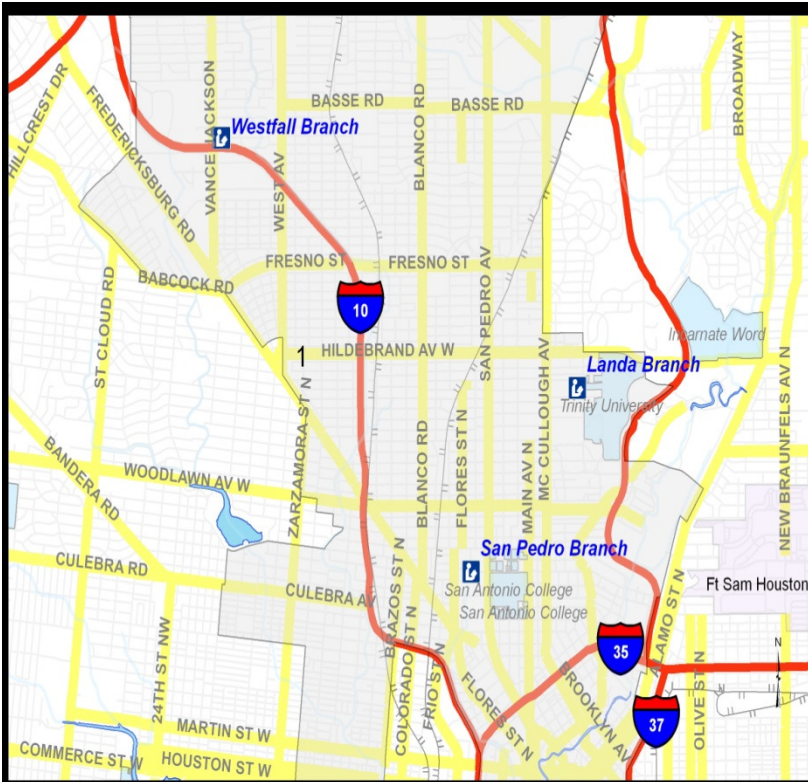 HILLCREST DR
FREDERICKSBURG RD
VANCE JACKSON
WEST AV
BASSE RD
BLANCO RD
BASSE RD
BROADWAY
Westfall Branch
SAN PEDRO AV
BABCOCK RD
FRESNO ST
FRESNO ST
ST CLOUD RD
10
1
HILDEBRAND AV W
Incarnate Word
Landa Branch
Trinity University
ZARZAMORA ST N
BLANCO RD
FLORES ST N
MAIN AV N
MC CULLOUGH AV
NEW BRAUNFELS AV N
BANDERA RD
WOODLAWN AV W
San Pedro Branch
CULEBRA RD
CULEBRA AV
San Antonio College
San Antonio College
Ft Sam Houston
24TH ST NW
BRAZOS ST N
COLORADO ST N
FRIO ST N
FLORES ST N
BROOKLYN AV
35
ALAMO ST N
37
OLIVE ST N
N
MARTIN ST W
COMMERCE ST W
HOUSTON ST W